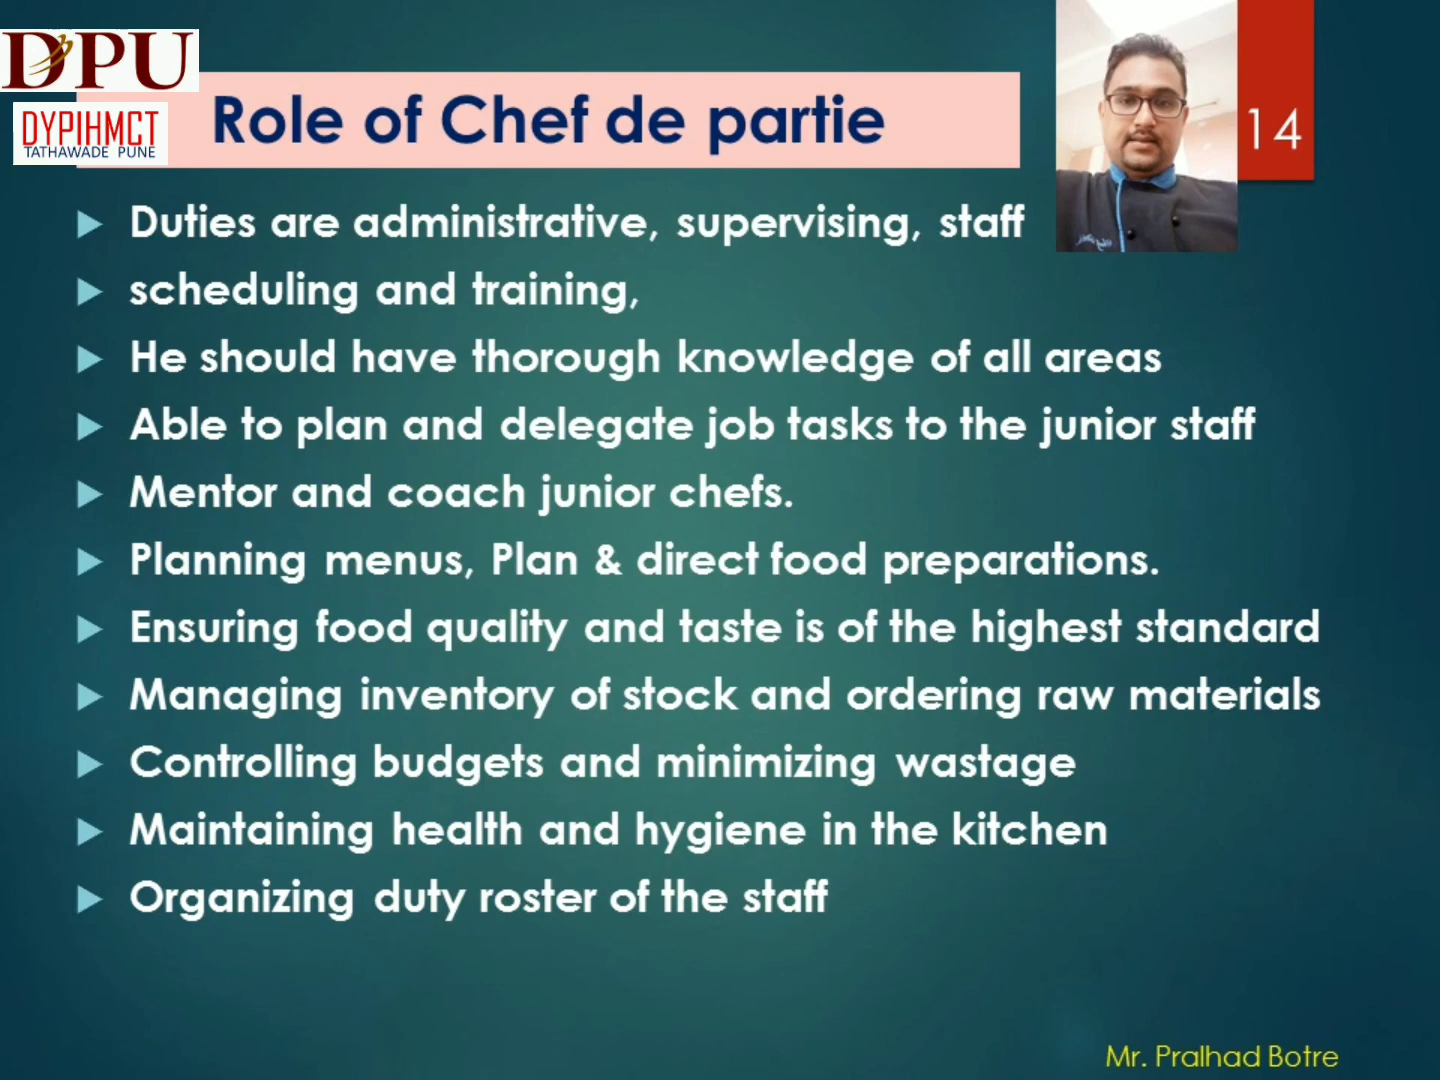 DPU
DYPIHMCT
TATHAWADE PUNE
Role of Chef de partie
14
Duties are administrative, supervising, staff
scheduling and training,
He should have thorough knowledge of all areas
Able to plan and delegate job tasks to the junior staff
Mentor and coach junior chefs.
Planning menus, Plan & direct food preparations.
Ensuring food quality and taste is of the highest standard
Managing inventory of stock and ordering raw materials
Controlling budgets and minimizing wastage
Maintaining health and hygiene in the kitchen
Organizing duty roster of the staff
Mr. Pralhad Botre